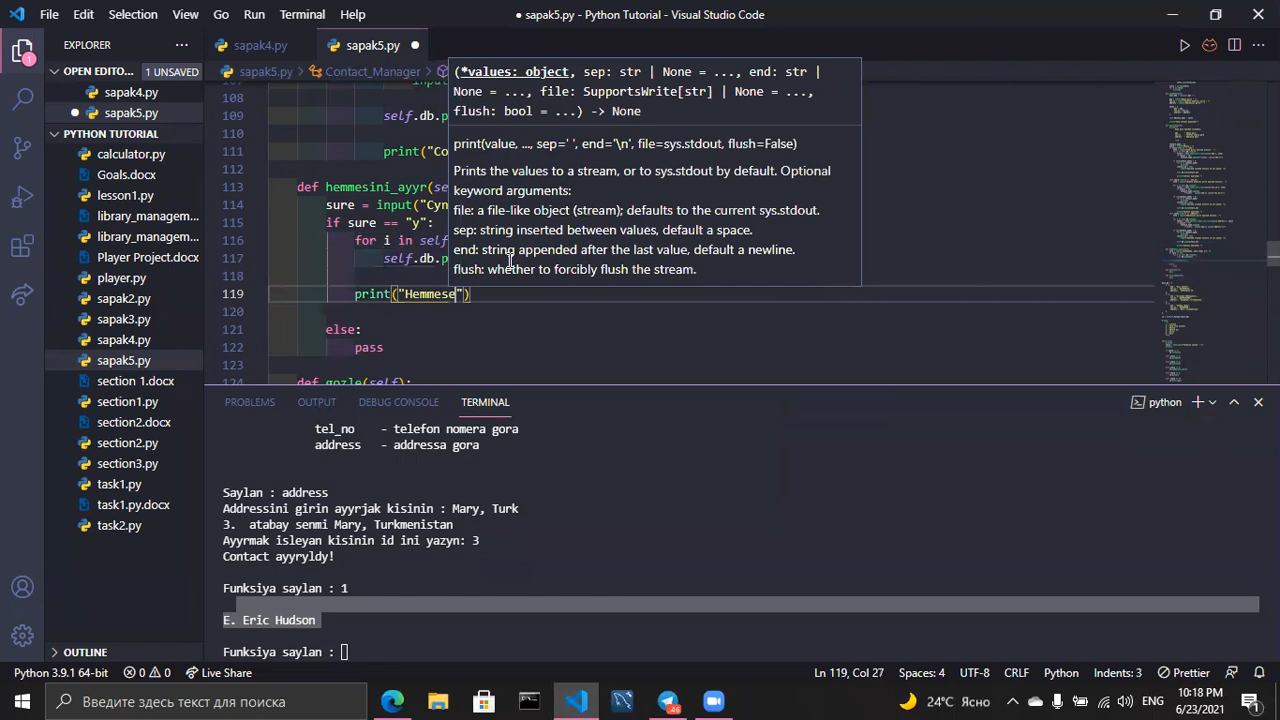 File Edit Selection View Go Run Terminal Help
● sapak5.py - Python Tutorial - Visual Studio Code
EXPLORER ···
sapak4.py sapak5.py ●
OPEN EDITO... 1 UNSAVED
sapak4.py
sapak5.py
PYTHON TUTORIAL
calculator.py
Goals.docx
lesson1.py
library_managem...
library_managem...
Player Project.docx
player.py
sapak2.py
sapak3.py
sapak4.py
sapak5.py
section 1.docx
section1.py
section2.docx
section2.py
section3.py
task1.py
task1.py.docx
task2.py
OUTLINE
sapak5.py > Contact_Manager >
108
109 self.db.p
110
111 print("Co
112
113 def hemmesini_ayyr(se
114 sure = input("Cyn
115 if sure == "y":
116 for i in self
117 self.db.p
118
119 print("Hemmese")
120
121 else:
122 pass
123
124 def gozle(self):
(*values: object, sep: str | None = ..., end: str |
None = ..., file: SupportsWrite[str] | None = ...,
flush: bool = ...) -> None
print(value, ..., sep=' ', end='\n', file=sys.stdout, flush=False)
Prints the values to a stream, or to sys.stdout by default. Optional
keyword arguments:
file: a file-like object (stream); defaults to the current sys.stdout.
sep: string inserted between values, default a space.
end: string appended after the last value, default a newline.
flush: whether to forcibly flush the stream.
PROBLEMS OUTPUT DEBUG CONSOLE TERMINAL
python
tel_no - telefon nomera gora
address - addressa gora
Saylan : address
Addressini girin ayyrjak kisinin : Mary, Turk
3. atabay senmi Mary, Turkmenistan
Ayyrmak isleyan kisinin id ini yazyn: 3
Contact ayyryldy!
Funksiya saylan : 1
E. Eric Hudson
Funksiya saylan :
Python 3.9.1 64-bit 0 0 Live Share
Ln 119, Col 27 Spaces: 4 UTF-8 CRLF Python Indents: 3 Prettier
Введите здесь текст для поиска
24°C Ясно
ENG
10:18 PM
6/23/2021